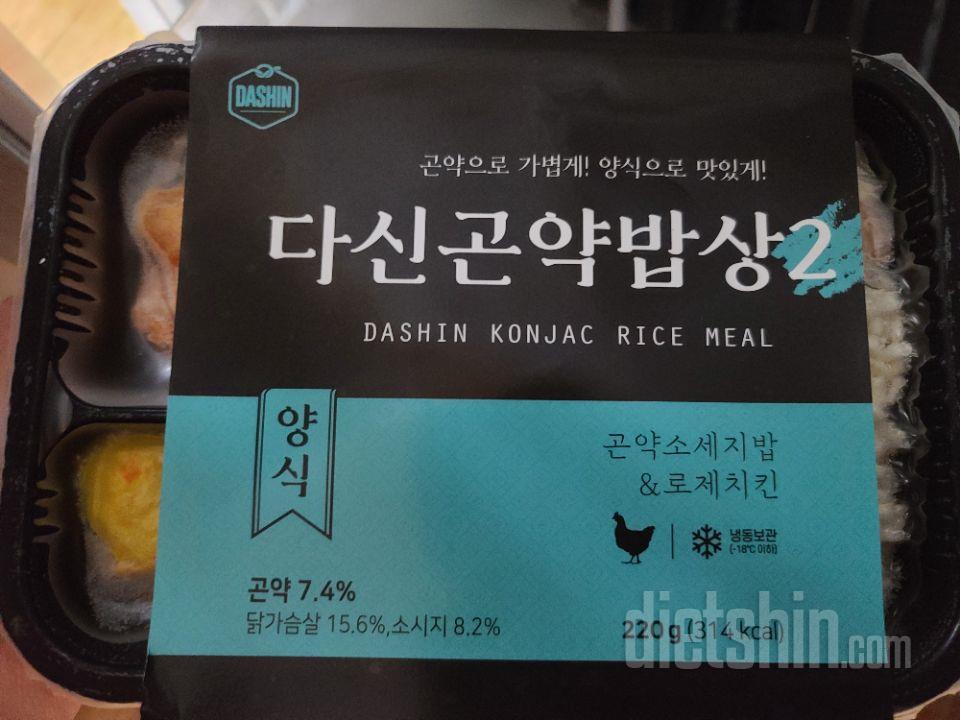 DASHIN
곤약으로 가볍게! 양식으로 맛있게!
다신곤약밥상2
DASHIN KONJAC RICE MEAL
양식
곤약소세지밥
&로제치킨
냉동보관
(-18℃ 이하)
곤약 7.4%
닭가슴살 15.6%,소시지 8.2%
220 g (314 kcal)
dietshin.com